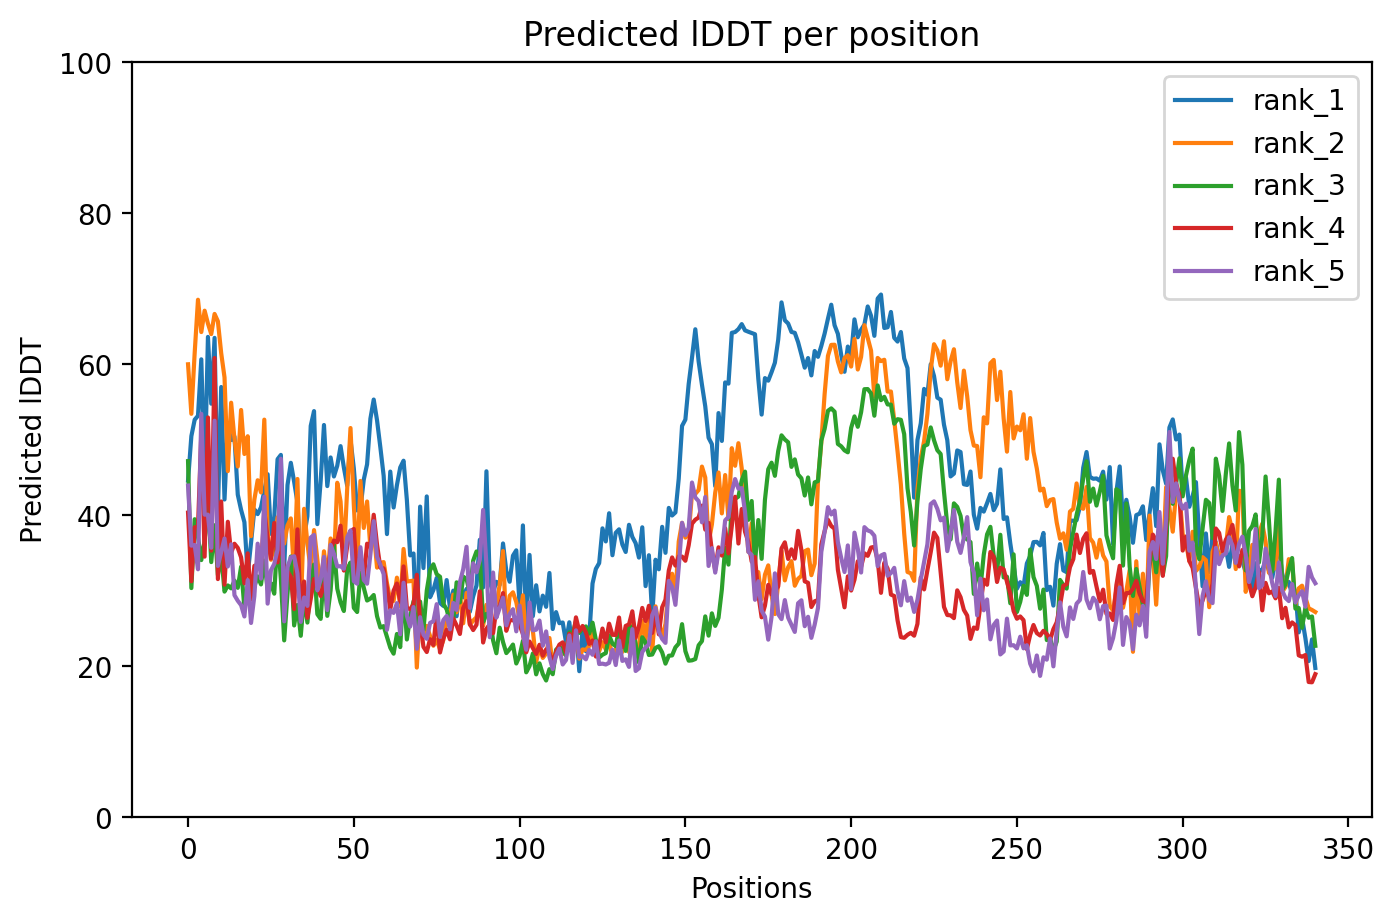 Predicted lDDT per position
100
80
60
40
20
0
Predicted lDDT
rank_1
rank_2
rank_3
rank_4
rank_5
0 50 100 150 200 250 300 350
Positions